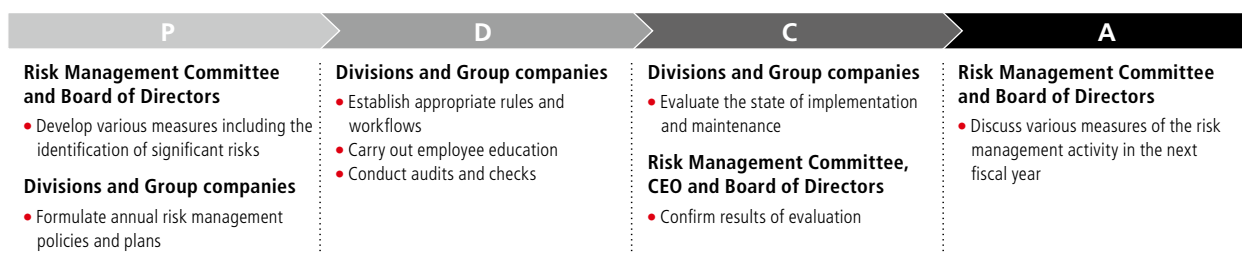 P
D
C
A
Risk Management Committee
and Board of Directors
• Develop various measures including the
identification of significant risks
Divisions and Group companies
• Formulate annual risk management
policies and plans
Divisions and Group companies
• Establish appropriate rules and
workflows
• Carry out employee education
• Conduct audits and checks
Divisions and Group companies
• Evaluate the state of implementation
and maintenance
Risk Management Committee,
CEO and Board of Directors
• Confirm results of evaluation
Risk Management Committee
and Board of Directors
• Discuss various measures of the risk
management activity in the next
fiscal year